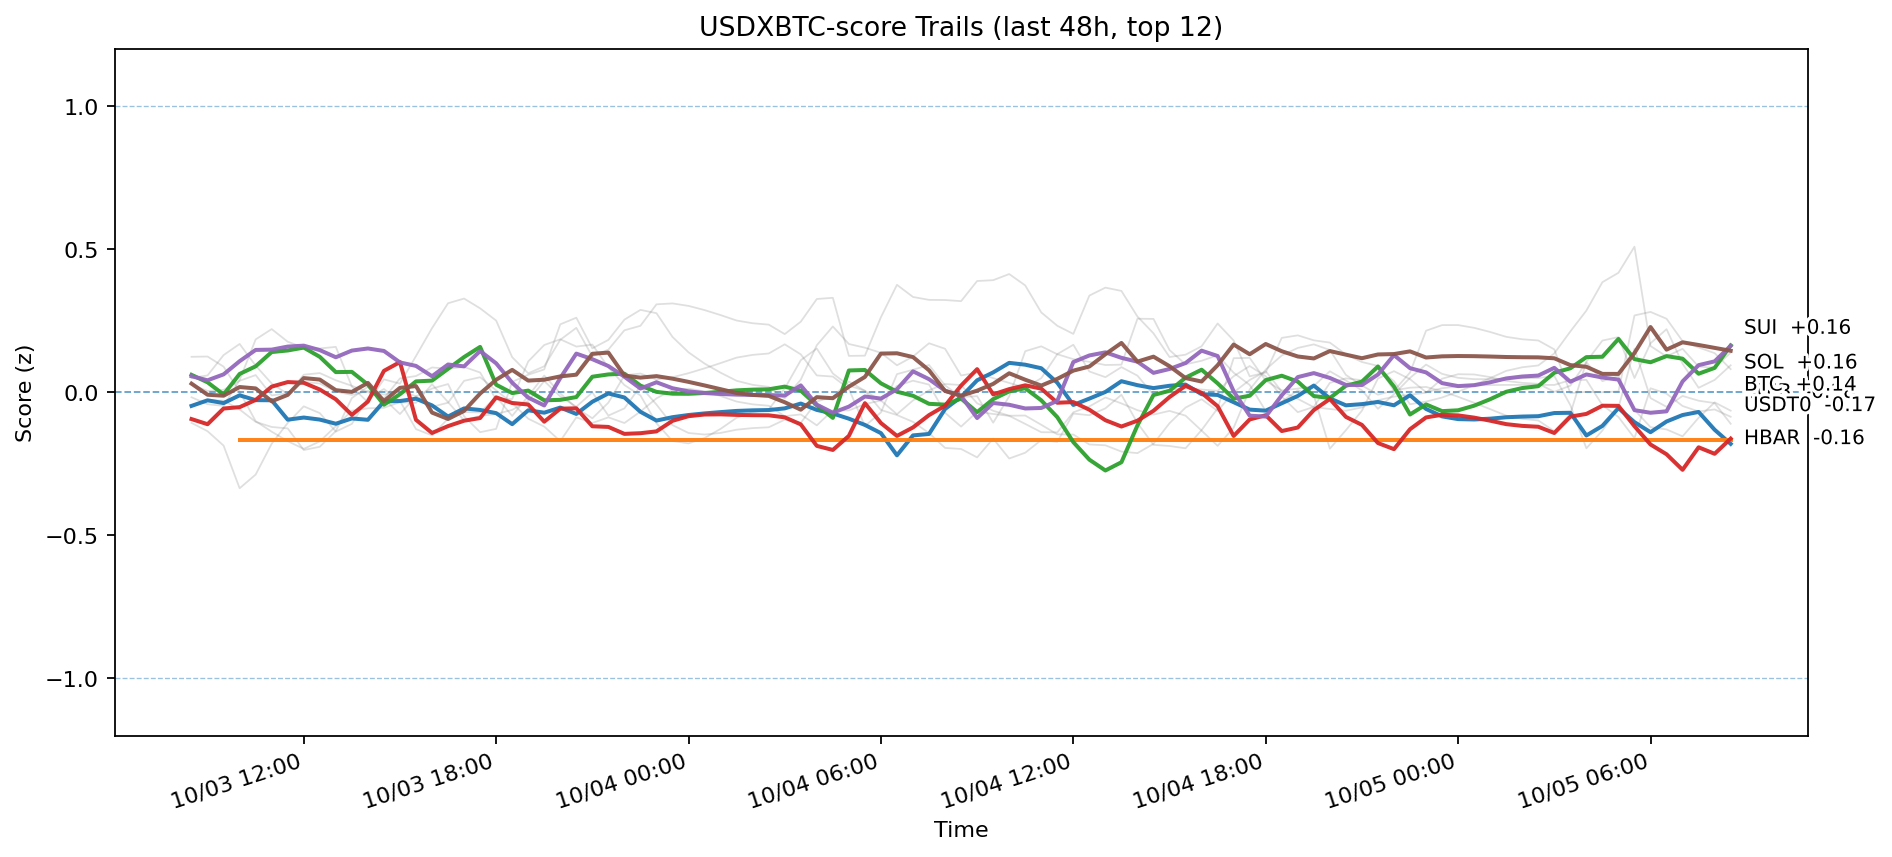 USDXBTC-score Trails (last 48h, top 12)
1.0
0.5
0.0
−0.5
−1.0
Score (z)
SUI +0.16
SOL +0.16
BTC +0.14
USDT0 -0.17
HBAR -0.16
10/03 12:00
10/03 18:00
10/04 00:00
10/04 06:00
10/04 12:00
10/04 18:00
10/05 00:00
10/05 06:00
Time